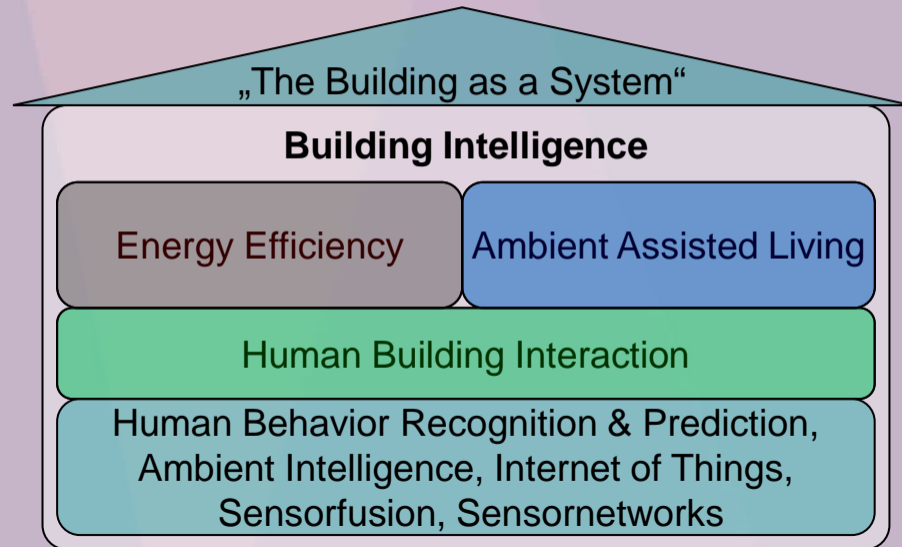 „The Building as a System“
Building Intelligence
Energy Efficiency
Ambient Assisted Living
Human Building Interaction
Human Behavior Recognition & Prediction,
Ambient Intelligence, Internet of Things,
Sensorfusion, Sensornetworks